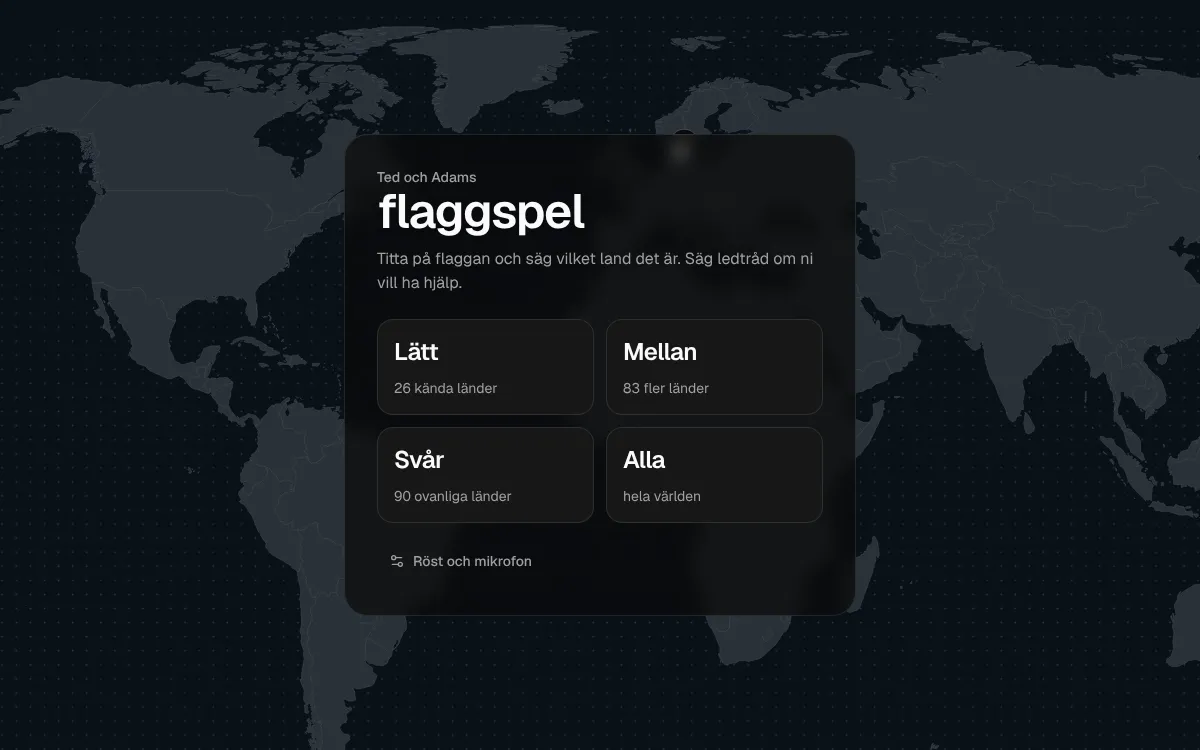 Ted och Adams
flaggspel
Titta på flaggan och säg vilket land det är. Säg ledtråd om ni
vill ha hjälp.
Lätt
26 kända länder
Mellan
83 fler länder
Svår
90 ovanliga länder
Alla
hela världen
Röst och mikrofon